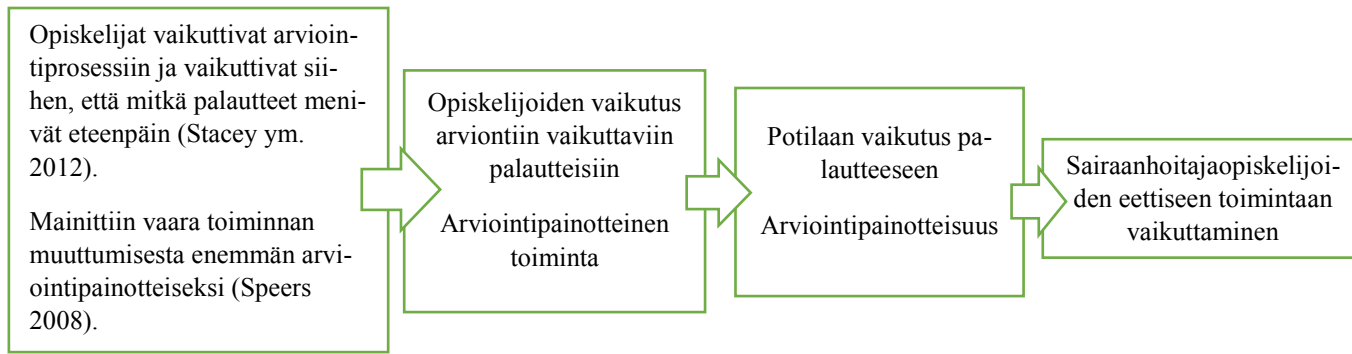 Opiskelijat vaikuttivat arvioin-
tiprosessiin ja vaikuttivat sii-
hen, että mitkä palautteet meni-
vät eteenpäin (Stacey ym.
2012).
Mainittiin vaara toiminnan
muuttumisesta enemmän arvi-
ointipainotteiseksi (Speers
2008).
Opiskelijoiden vaikutus
arviontiin vaikuttaviin
palautteisiin
Arviointipainotteinen
toiminta
Potilaan vaikutus pa-
lautteeseen
Arviointipainotteisuus
Sairaanhoitajaopiskelijoi-
den eettiseen toimintaan
vaikuttaminen